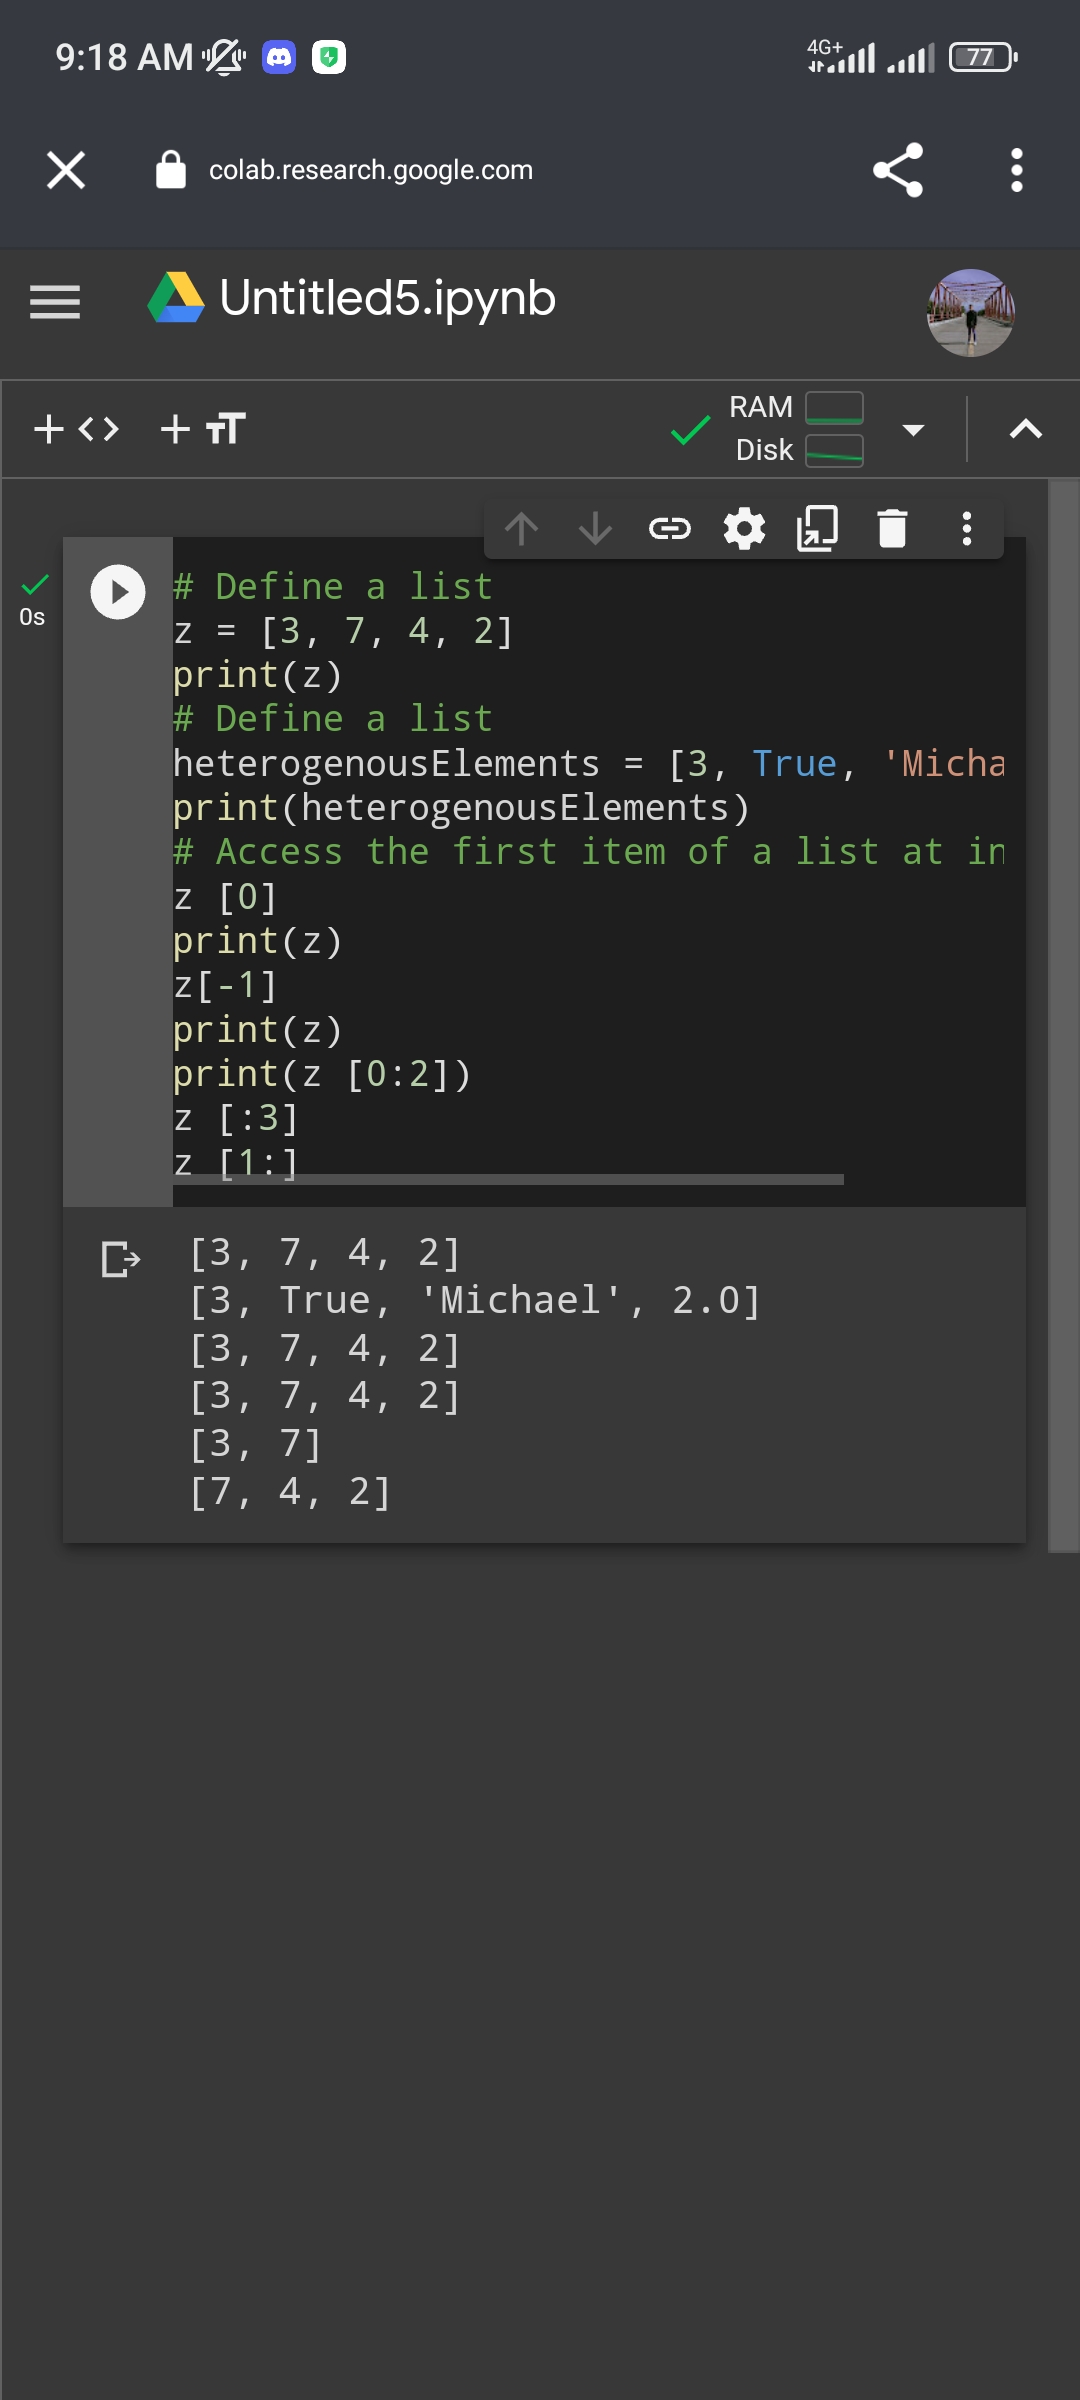 9:18 AM 4G+ 77
colab.research.google.com
Untitled5.ipynb
RAM
Disk
0s
# Define a list
z = [3, 7, 4, 2]
print(z)
# Define a list
heterogenousElements = [3, True, 'Micha
print(heterogenousElements)
# Access the first item of a list at in
z [0]
print(z)
z[-1]
print(z)
print(z [0:2])
z [:3]
z [1:]
[3, 7, 4, 2]
[3, True, 'Michael', 2.0]
[3, 7, 4, 2]
[3, 7, 4, 2]
[3, 7]
[7, 4, 2]